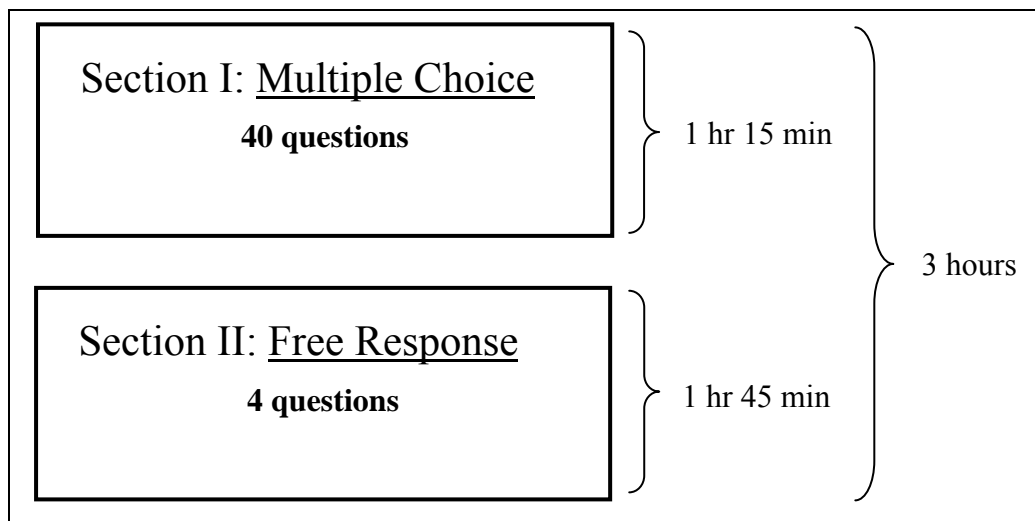 Section I: Multiple Choice
40 questions
1 hr 15 min
3 hours
Section II: Free Response
4 questions
1 hr 45 min